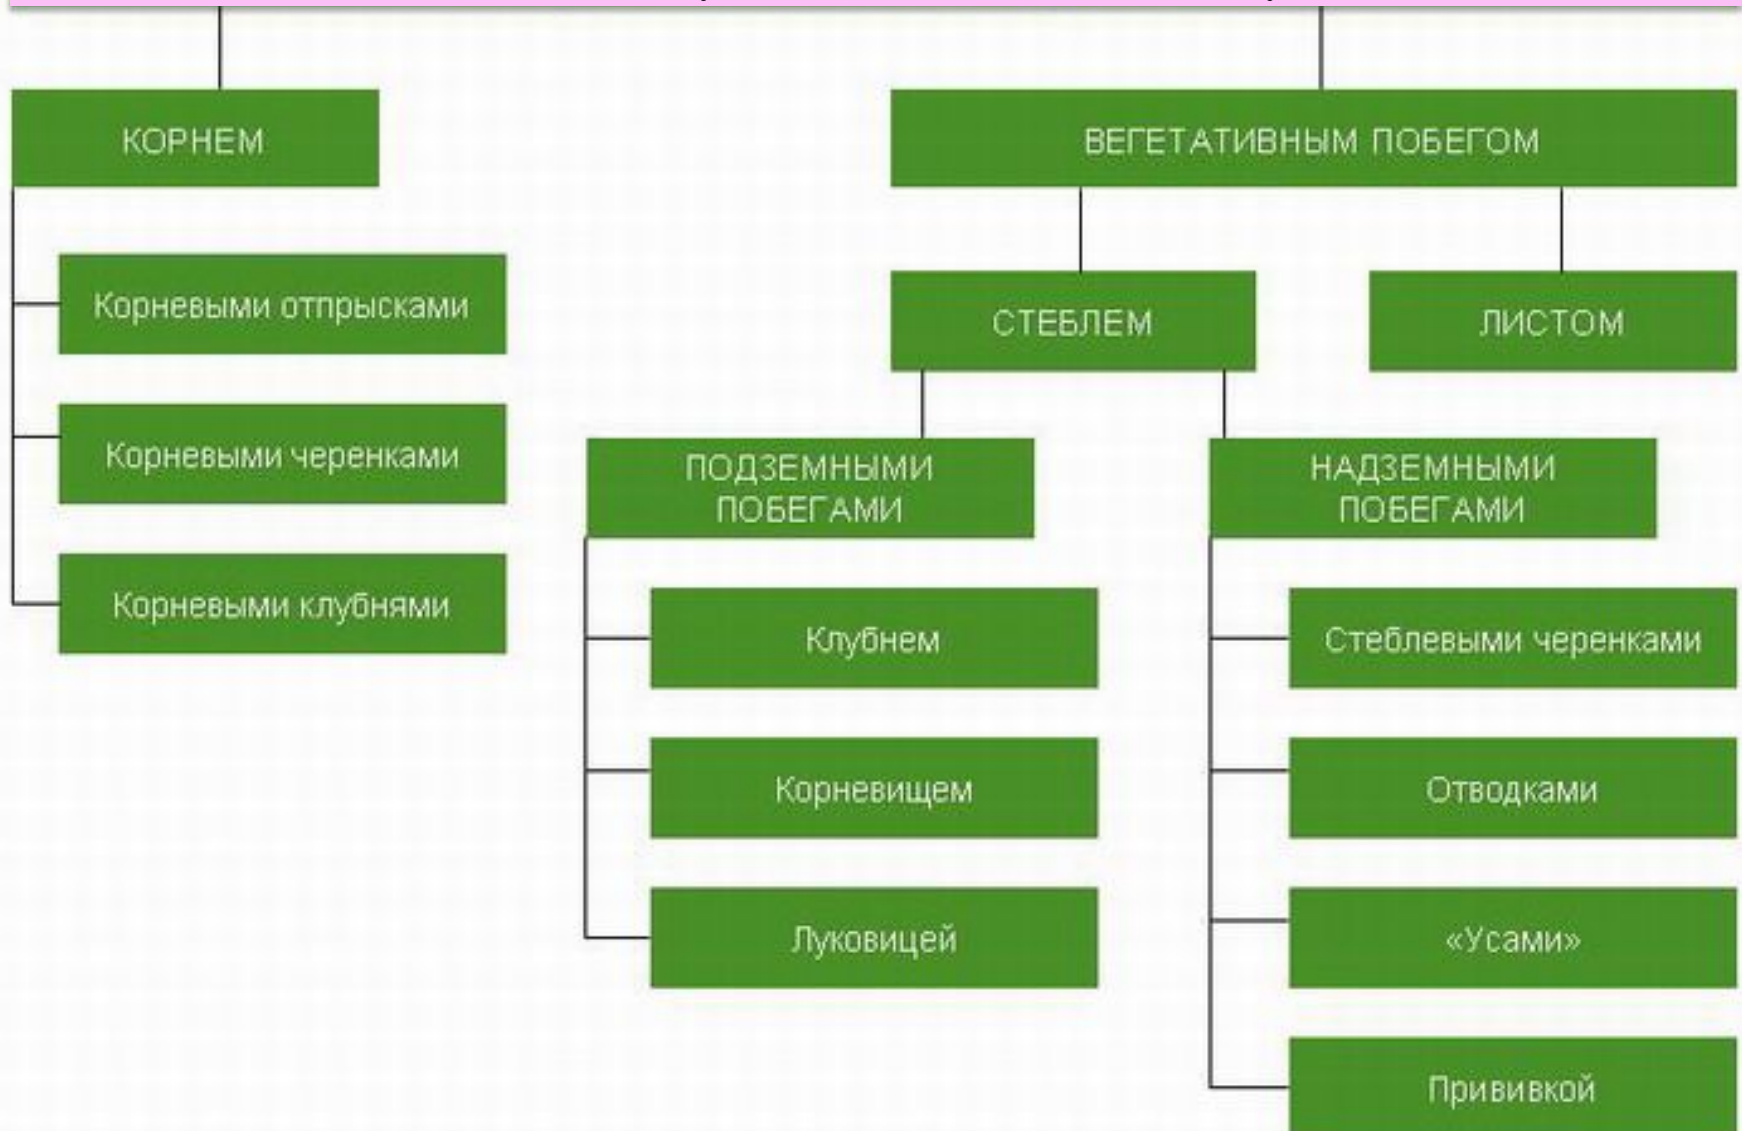 КОРНЕМ
Корневыми отпрысками
Корневыми черенками
Корневыми клубнями
ВЕГЕТАТИВНЫМ ПОБЕГОМ
СТЕБЛЕМ
ЛИСТОМ
ПОДЗЕМНЫМИ
ПОБЕГАМИ
Клубнем
Корневищем
Луковицей
НАДЗЕМНЫМИ
ПОБЕГАМИ
Стеблевыми черенками
Отводками
«Усами»
Прививкой